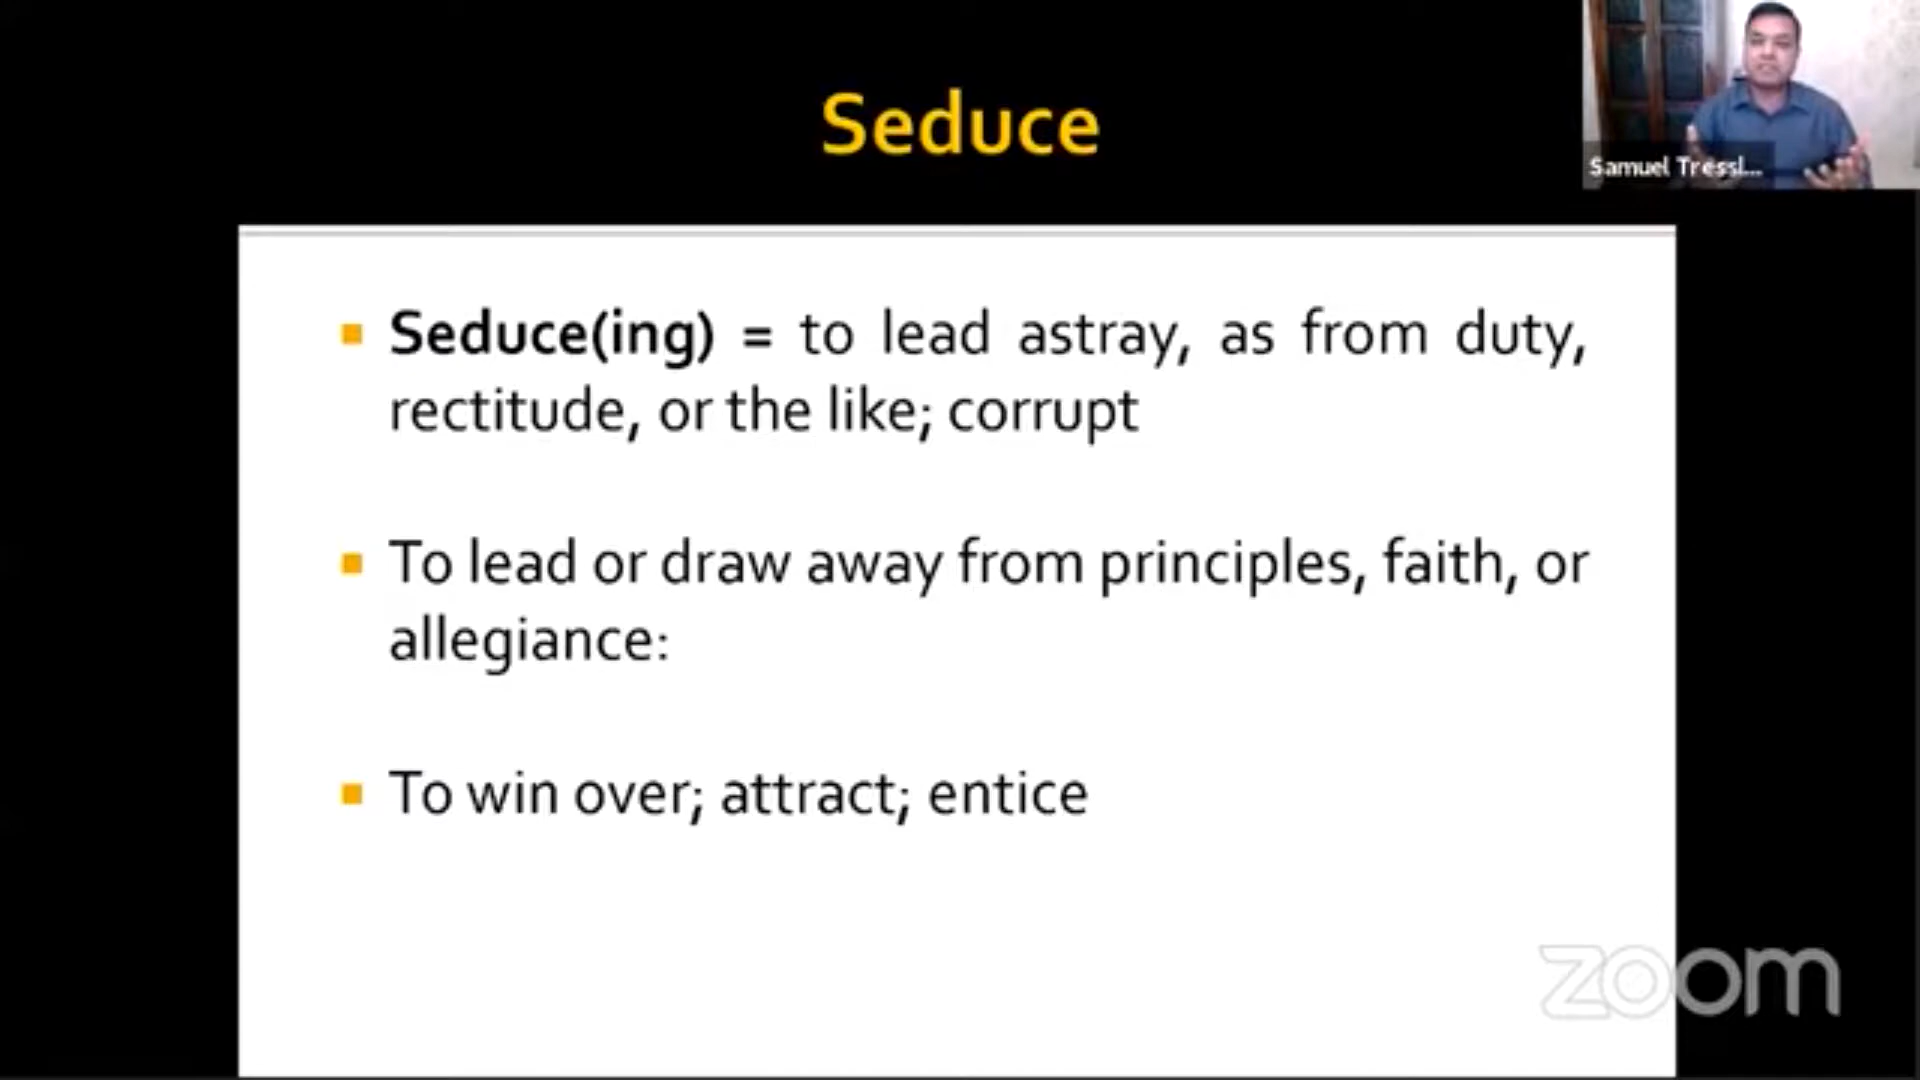 Seduce
Samuel Tressl...
Seduce(ing) = to lead astray, as from duty,
rectitude, or the like; corrupt
To lead or draw away from principles, faith, or
allegiance:
To win over; attract; entice
zoom